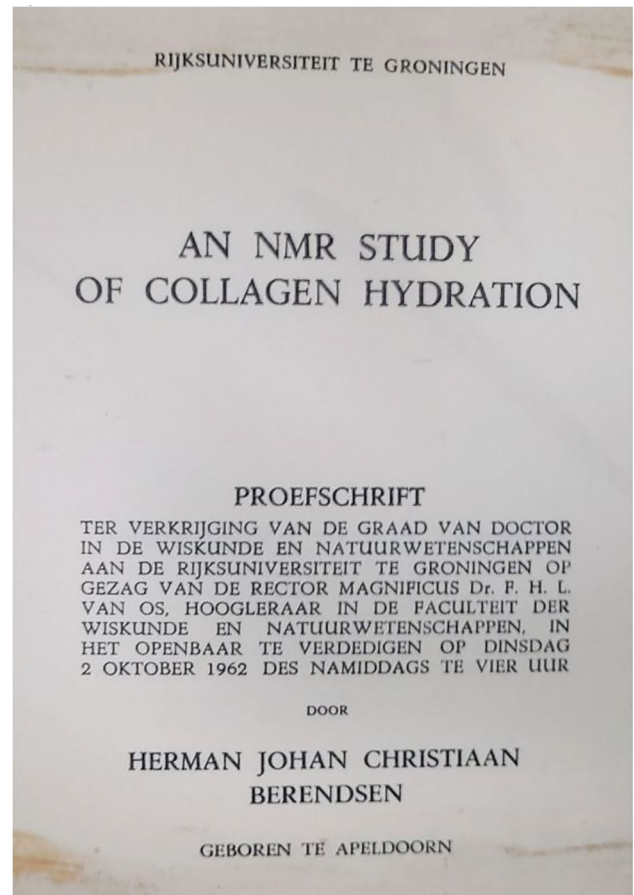 RIJKSUNIVERSITEIT TE GRONINGEN
AN NMR STUDY
OF COLLAGEN HYDRATION
PROEFSCHRIFT
TER VERKRIJGING VAN DE GRAAD VAN DOCTOR
IN DE WISKUNDE EN NATUURWETENSCHAPPEN
AAN DE RIJKSUNIVERSITEIT TE GRONINGEN OP
GEZAG VAN DE RECTOR MAGNIFICUS Dr. F. H. L.
VAN OS, HOOGLERAAR IN DE FACULTEIT DER
WISKUNDE EN NATUURWETENSCHAPPEN, IN
HET OPENBAAR TE VERDEDIGEN OP DINSDAG
2 OKTOBER 1962 DES NAMIDDAGS TE VIER UUR
DOOR
HERMAN JOHAN CHRISTIAAN
BERENDSEN
GEBOREN TE APELDOORN